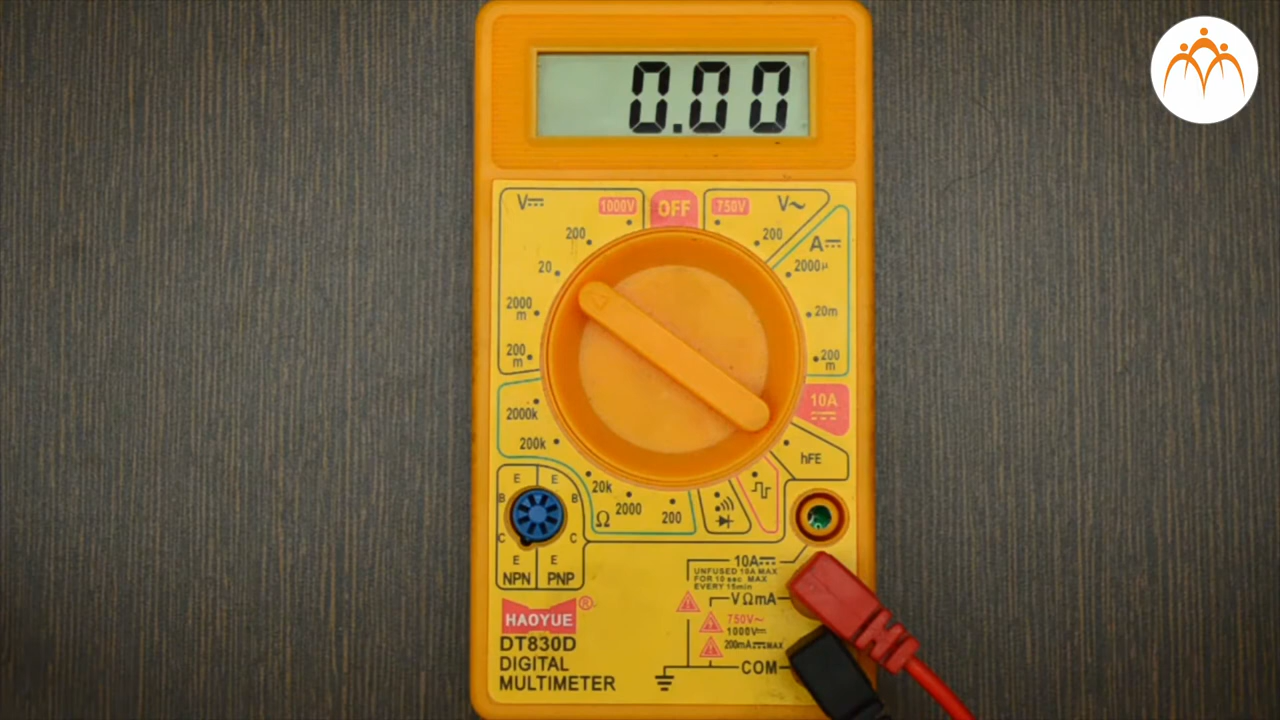 0.00
V⎓ 1000V OFF 750V V~
200 200
A⎓
20 2000µ
2000
m 20m
200
m 200
m
2000k 10A
⎓
200k hFE
E E 20k
B B Ω 2000 200
C C
E E
NPN PNP
10A⎓
UNFUSED 10A MAX
FOR 10 sec MAX
EVERY 15min
VΩmA
750V~
1000V⎓
200mA⎓MAX
COM
HAOYUE ®
DT830D
DIGITAL
MULTIMETER